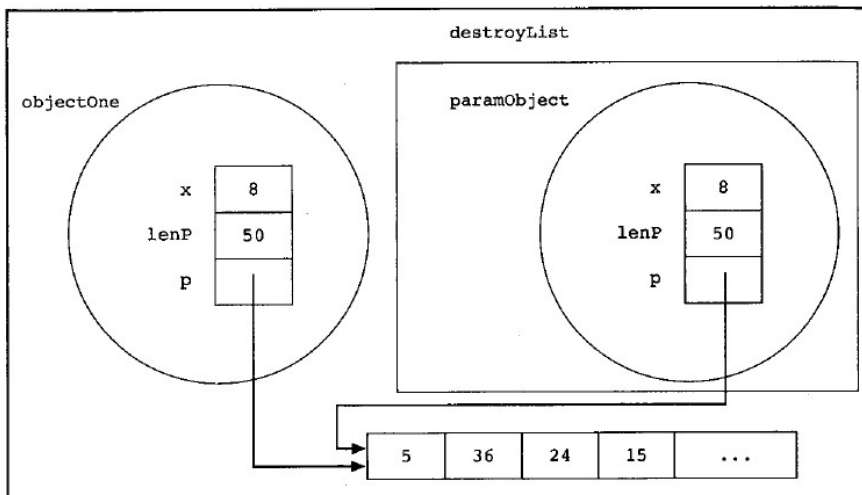 destroyList
objectOne
paramObject
x 8
lenP 50
p
x 8
lenP 50
p
5 36 24 15 ...